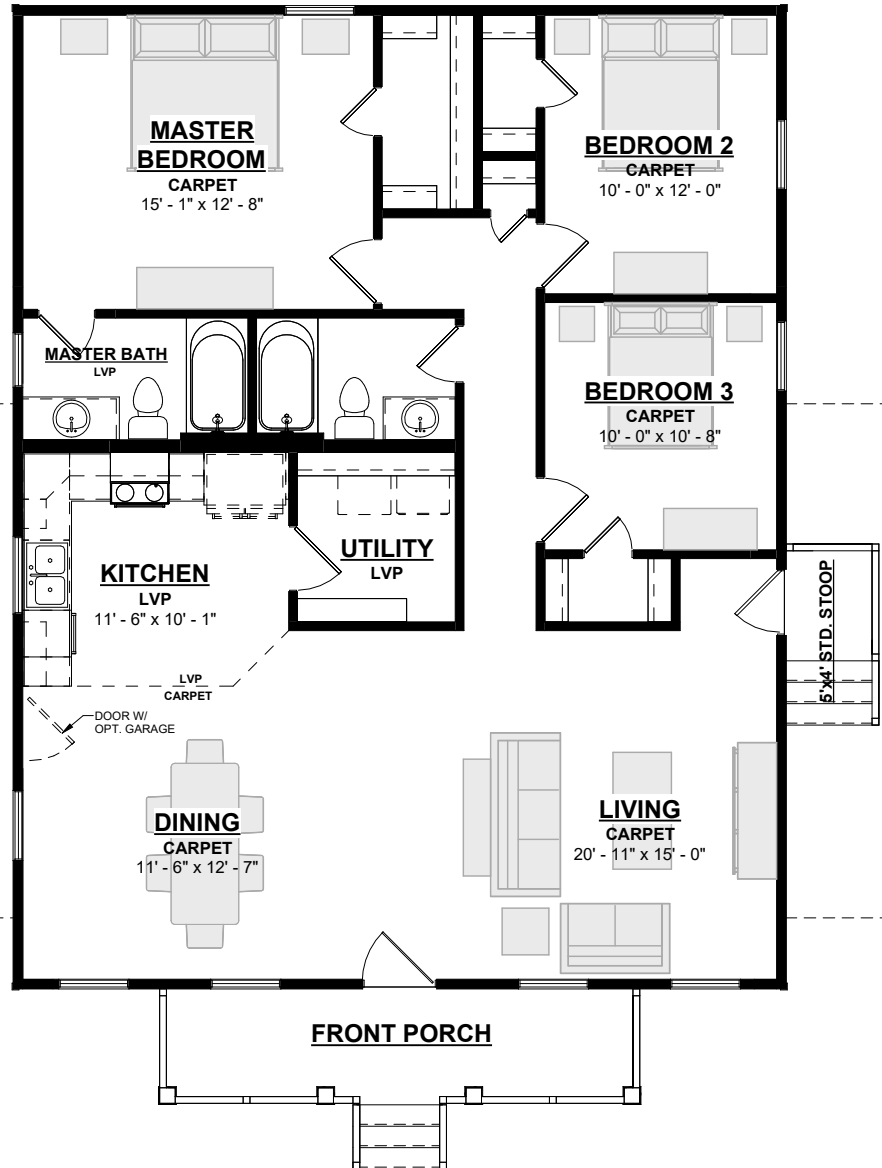 MASTER
BEDROOM
CARPET
15' - 1" x 12' - 8"
BEDROOM 2
CARPET
10' - 0" x 12' - 0"
MASTER BATH
LVP
BEDROOM 3
CARPET
10' - 0" x 10' - 8"
KITCHEN
LVP
11' - 6" x 10' - 1"
UTILITY
LVP
5'x4' STD. STOOP
LVP
CARPET
DOOR W/
OPT. GARAGE
DINING
CARPET
11' - 6" x 12' - 7"
LIVING
CARPET
20' - 11" x 15' - 0"
FRONT PORCH